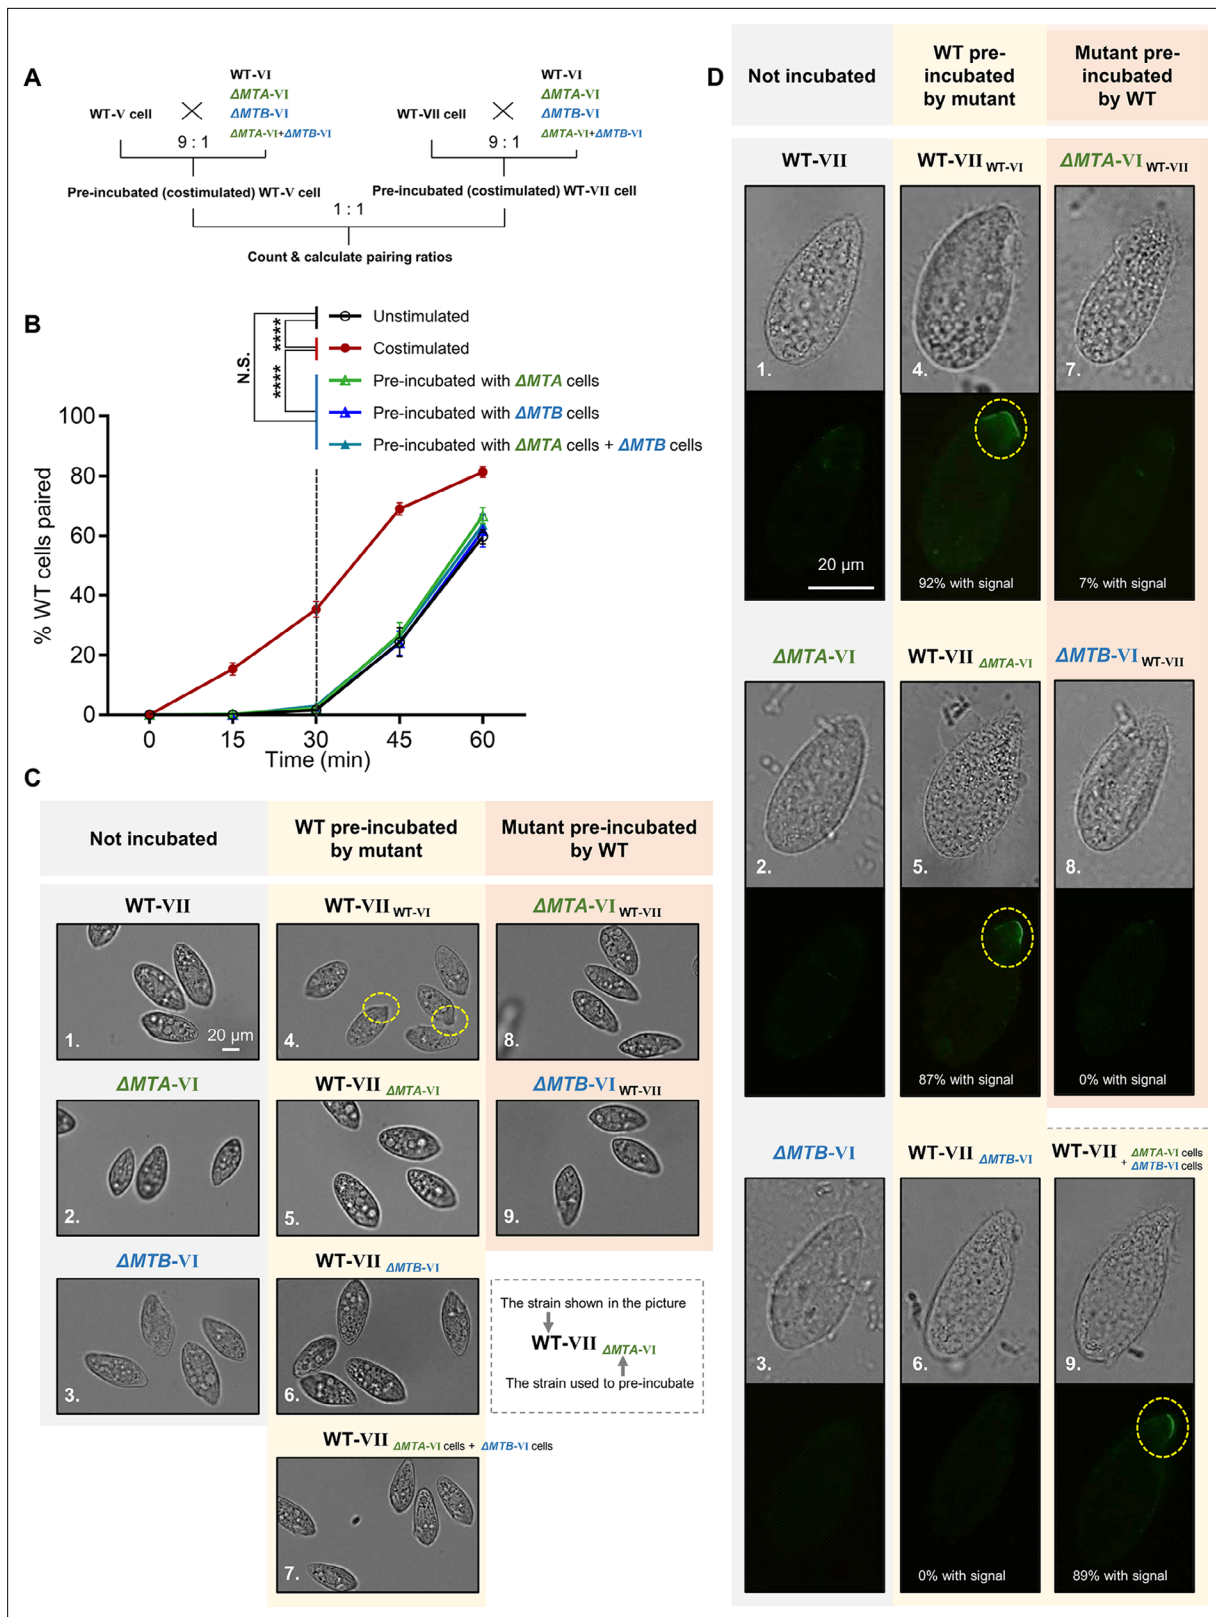 A
WT-VI
ΔMTA-VI
WT-V cell
ΔMTB-VI
ΔMTA-VI+ΔMTB-VI
9 : 1
WT-VI
ΔMTA-VI
WT-VII cell
ΔMTB-VI
ΔMTA-VI+ΔMTB-VI
9 : 1
Pre-incubated (costimulated) WT-V cell
Pre-incubated (costimulated) WT-VII cell
1 : 1
Count & calculate pairing ratios
B
N.S.
****
****
Unstimulated
Costimulated
Pre-incubated with ΔMTA cells
Pre-incubated with ΔMTB cells
Pre-incubated with ΔMTA cells + ΔMTB cells
% WT cells paired
100
80
60
40
20
0
0 15 30 45 60
Time (min)
C
Not incubated
WT pre-incubated
by mutant
Mutant pre-incubated
by WT
WT-VII
1.
20 µm
WT-VII WT-VI
4.
ΔMTA-VI WT-VII
8.
ΔMTA-VI
2.
WT-VII ΔMTA-VI
5.
ΔMTB-VI WT-VII
9.
ΔMTB-VI
3.
WT-VII ΔMTB-VI
6.
The strain shown in the picture
WT-VII ΔMTA-VI
The strain used to pre-incubate
WT-VII ΔMTA-VI cells + ΔMTB-VI cells
7.
D
Not incubated
WT pre-
incubated
by mutant
Mutant pre-
incubated
by WT
WT-VII
1.
20 µm
WT-VII WT-VI
4.
92% with signal
ΔMTA-VI WT-VII
7.
7% with signal
ΔMTA-VI
2.
WT-VII ΔMTA-VI
5.
87% with signal
ΔMTB-VI WT-VII
8.
0% with signal
ΔMTB-VI
3.
WT-VII ΔMTB-VI
6.
0% with signal
WT-VII ΔMTA-VI cells
+ ΔMTB-VI cells
9.
89% with signal